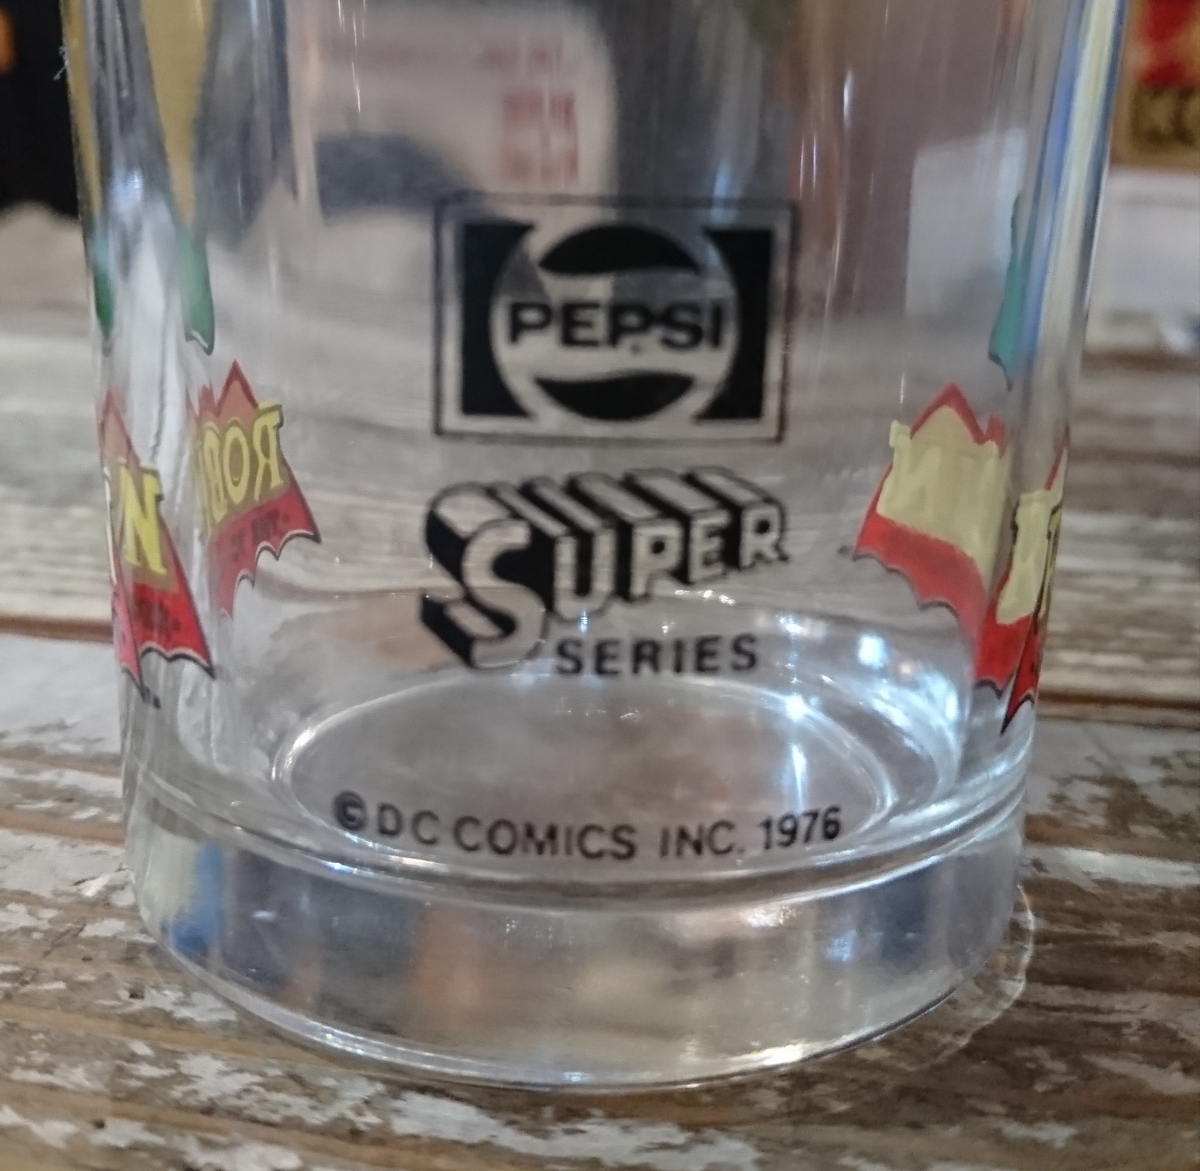 PEPSI
SUPER
SERIES
© DC COMICS INC. 1976